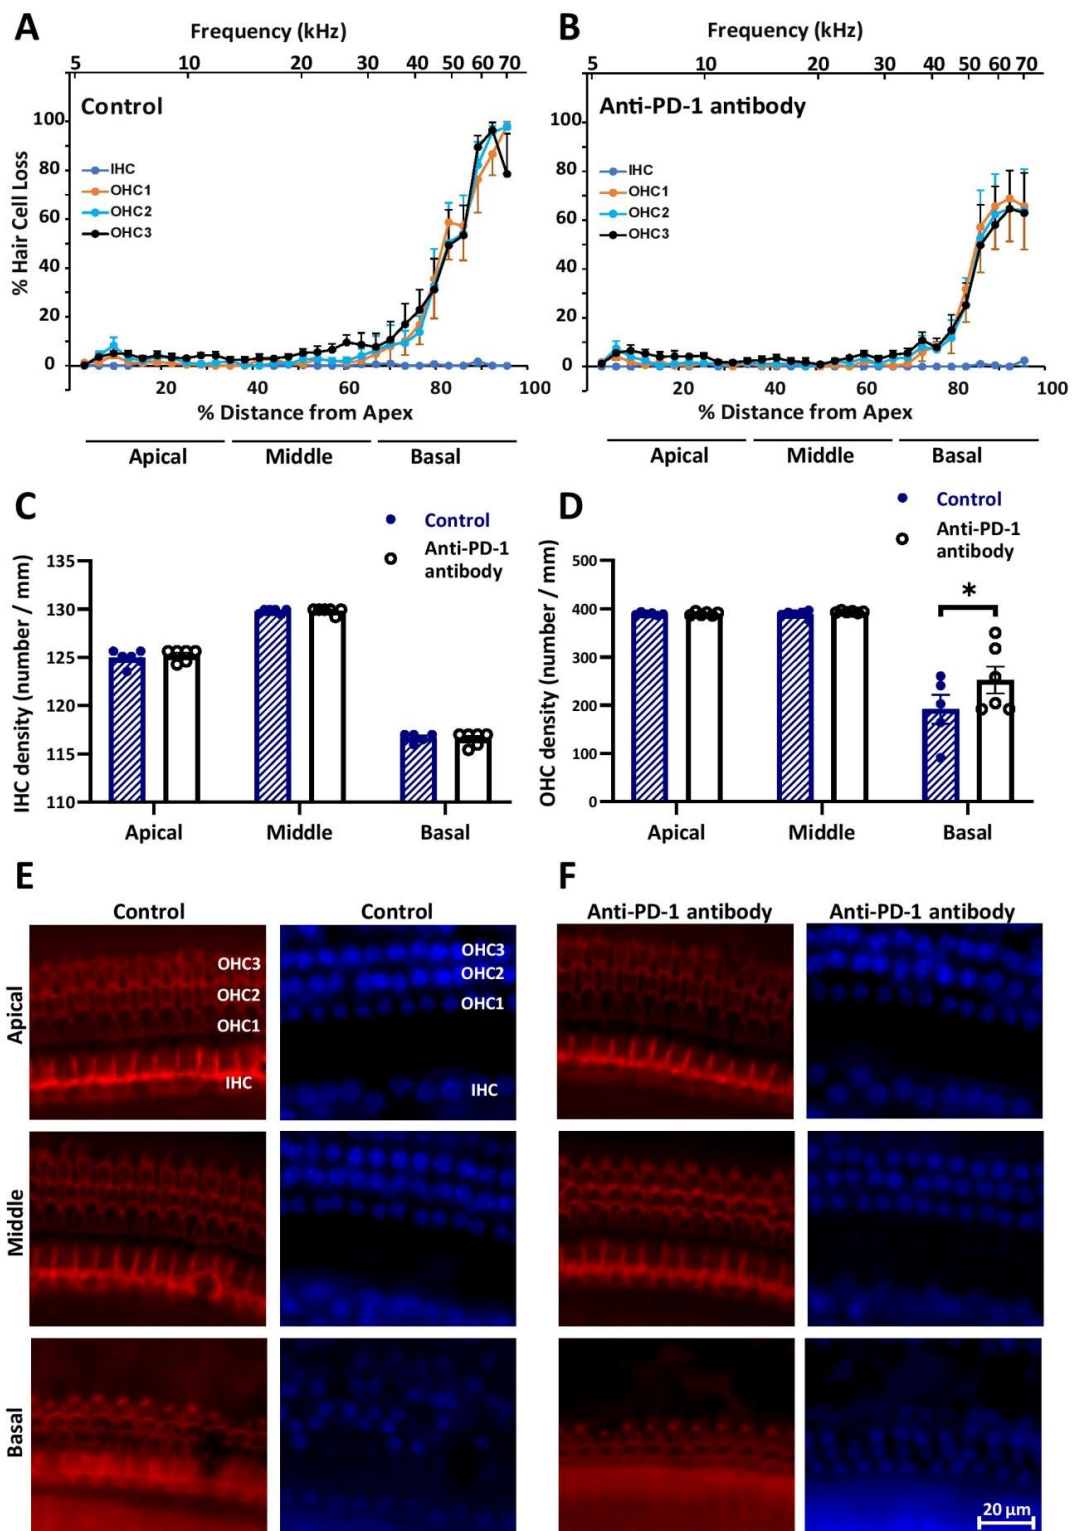 A
Frequency (kHz)
5 10 20 30 40 50 60 70
Control
100
80
60
40
20
0
% Hair Cell Loss
IHC
OHC1
OHC2
OHC3
20 40 60 80 100
% Distance from Apex
Apical Middle Basal
B
Frequency (kHz)
5 10 20 30 40 50 60 70
Anti-PD-1 antibody
100
80
60
40
20
0
IHC
OHC1
OHC2
OHC3
20 40 60 80 100
% Distance from Apex
Apical Middle Basal
C
Control
Anti-PD-1
antibody
IHC density (number / mm)
135
130
125
120
115
110
Apical Middle Basal
D
Control
Anti-PD-1
antibody
OHC density (number / mm)
500
400
300
200
100
0
*
Apical Middle Basal
E
Control Control
Apical
OHC3
OHC2
OHC1
IHC
OHC3
OHC2
OHC1
IHC
Middle
Basal
F
Anti-PD-1 antibody Anti-PD-1 antibody
20 µm